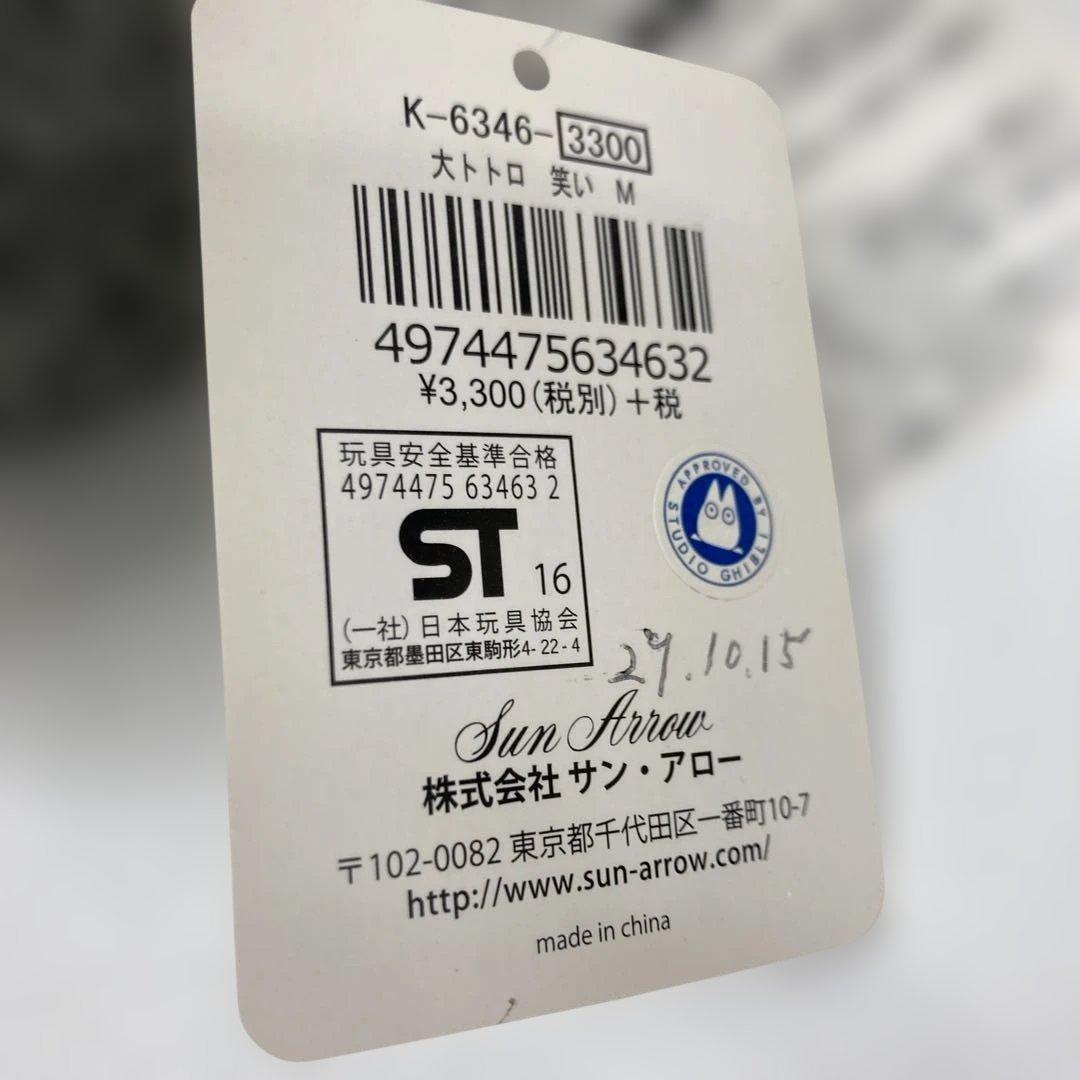 K-6346-3300
大トトロ 笑い M
4974475634632
¥3,300(税別)+税
玩具安全基準合格
4974475 63463 2
ST 16
(一社)日本玩具協会
東京都墨田区東駒形4-22-4
APPROVED BY STUDIO GHIBLI
27.10.15
Sun Arrow
株式会社 サン・アロー
〒102-0082 東京都千代田区一番町10-7
http://www.sun-arrow.com/
made in china